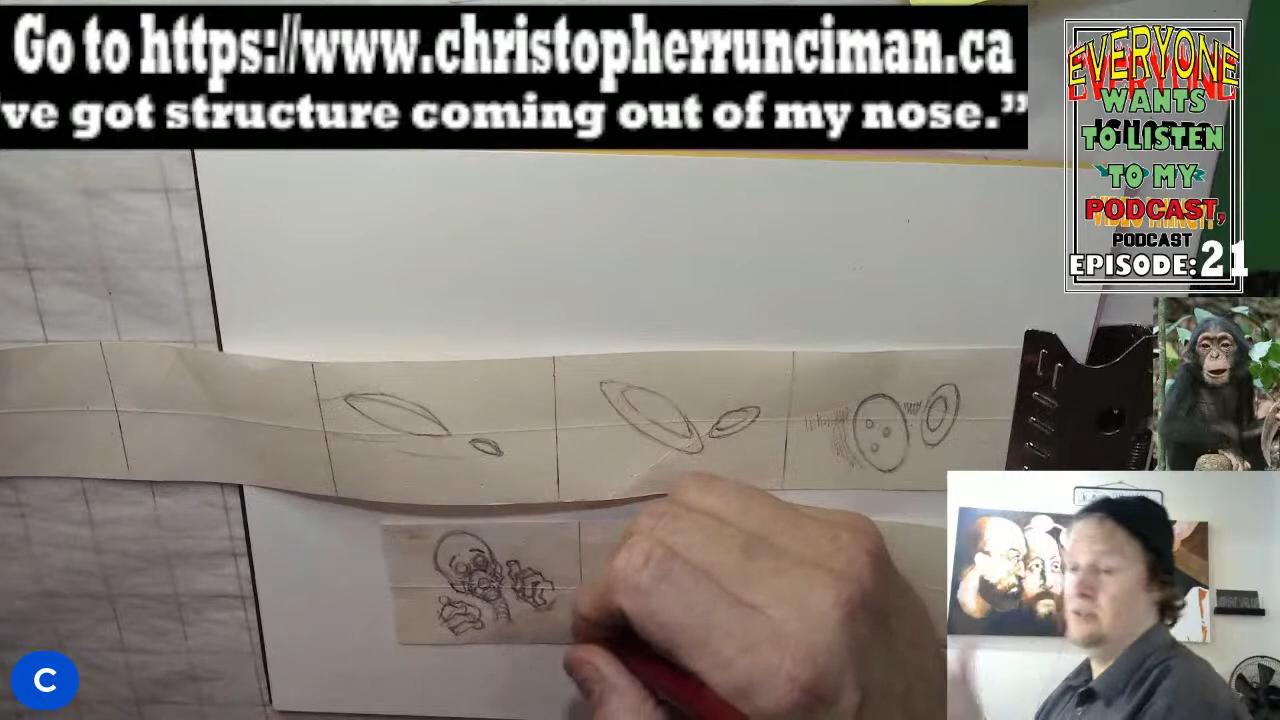 Go to https://www.christopherrunciman.ca
've got structure coming out of my nose.”
EVERYONE
WANTS
TO LISTEN
TO MY
PODCAST,
PODCAST
EPISODE:21
C